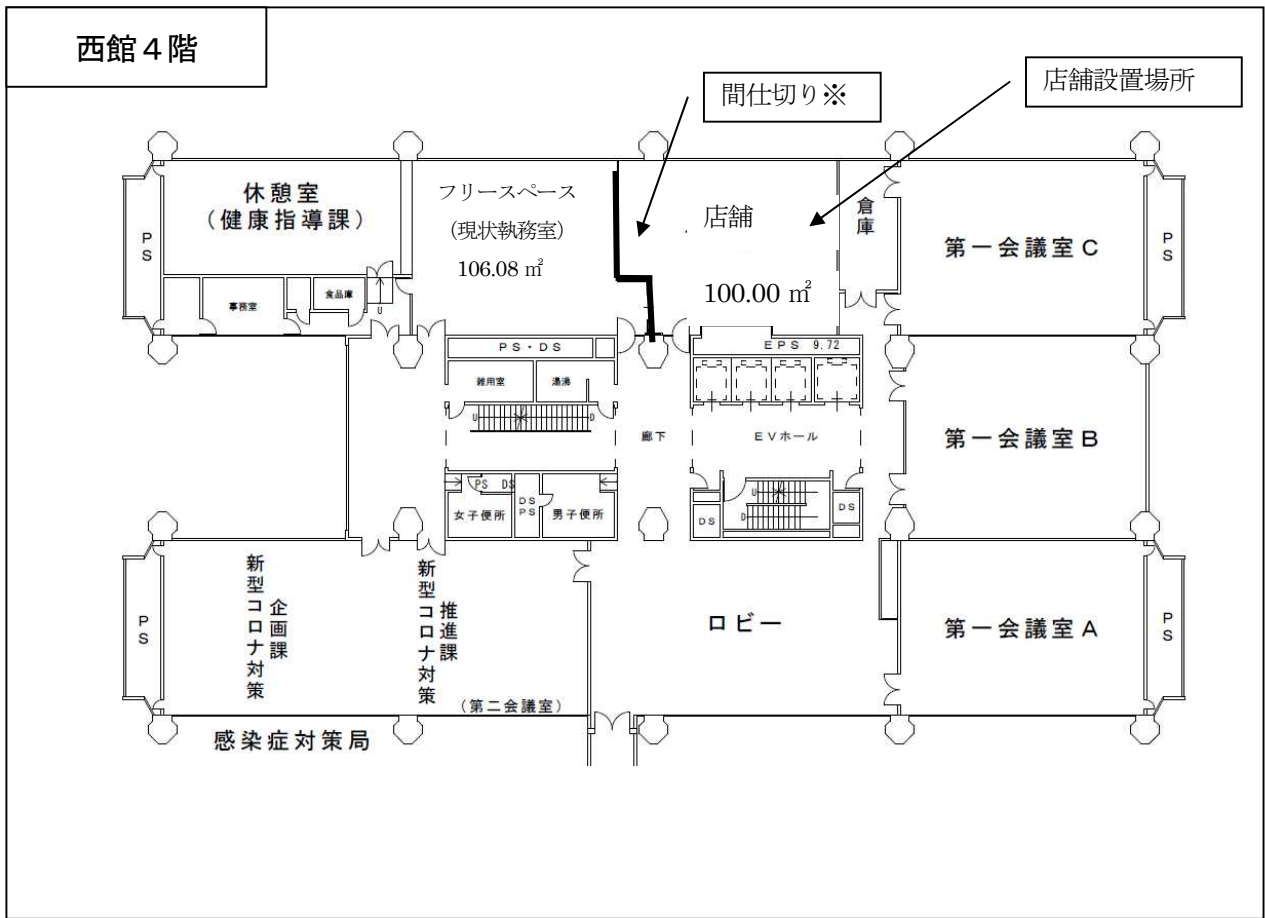 西館４階
間仕切り※
店舗設置場所
休憩室
（健康指導課）
フリースペース
(現状執務室)
106.08 ㎡
店舗
100.00 ㎡
倉庫
第一会議室Ｃ
PS
PS
事務室
食品庫
U
PS・DS
EPS 9.72
雑用室
湯沸
U
D
廊下
EVホール
第一会議室Ｂ
PS DS
女子便所
DS
PS
男子便所
U
D
DS
DS
新型コロナ対策
企画課
新型コロナ対策
推進課
（第二会議室）
ロビー
第一会議室Ａ
PS
PS
感染症対策局